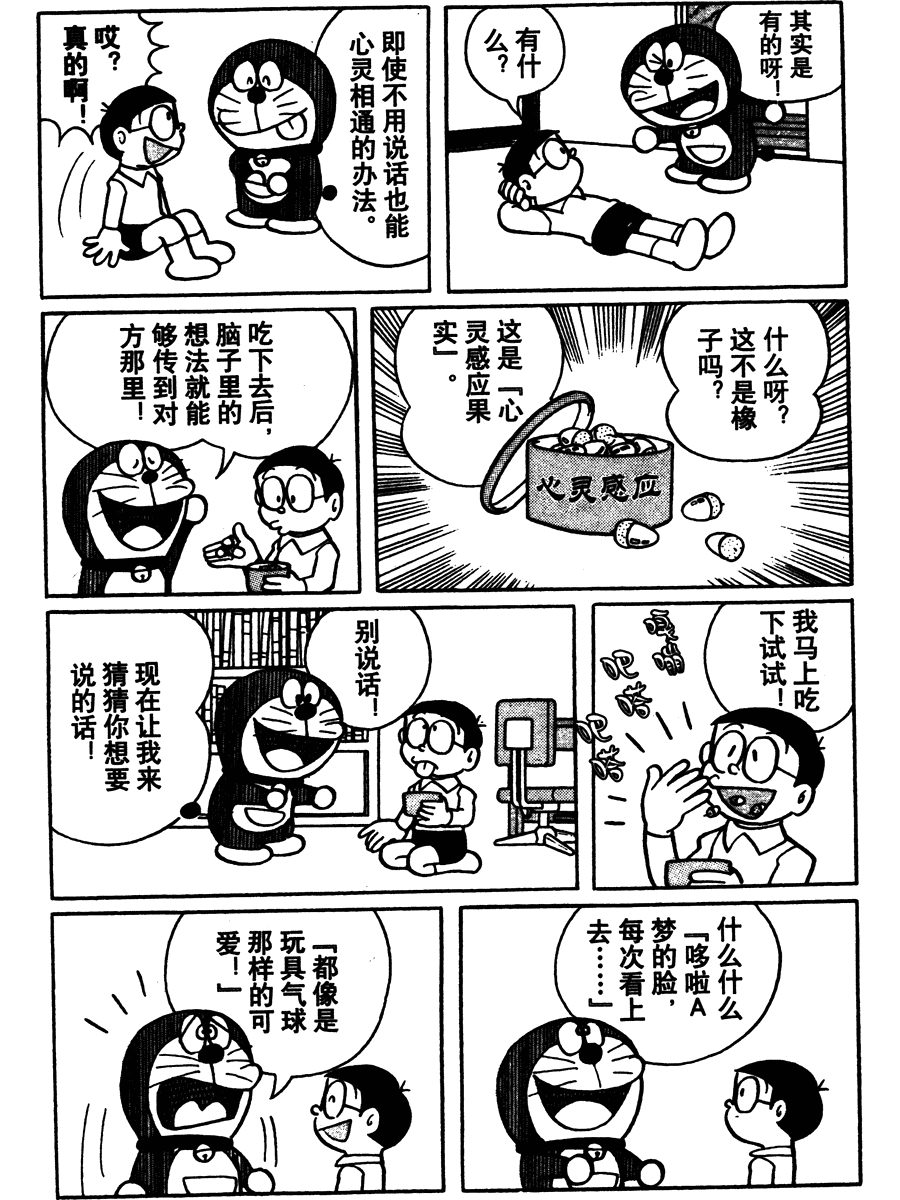 其实是
有的呀！
有什
么？
即使不用说话也能
心灵相通的办法。
哎？
真的啊！
什么呀？
这不是橡
子吗？
这是「心
灵感应果
实」。
心灵感应
吃下去后，
脑子里的
想法就能
够传到对
方那里！
我马上吃
下试试！
吧嗒
吧嗒
别说话！
现在让我来
猜猜你想要
说的话！
什么什么
『哆啦A
梦的脸，
每次看上
去……』
『都像是
玩具气球
那样的可
爱！』